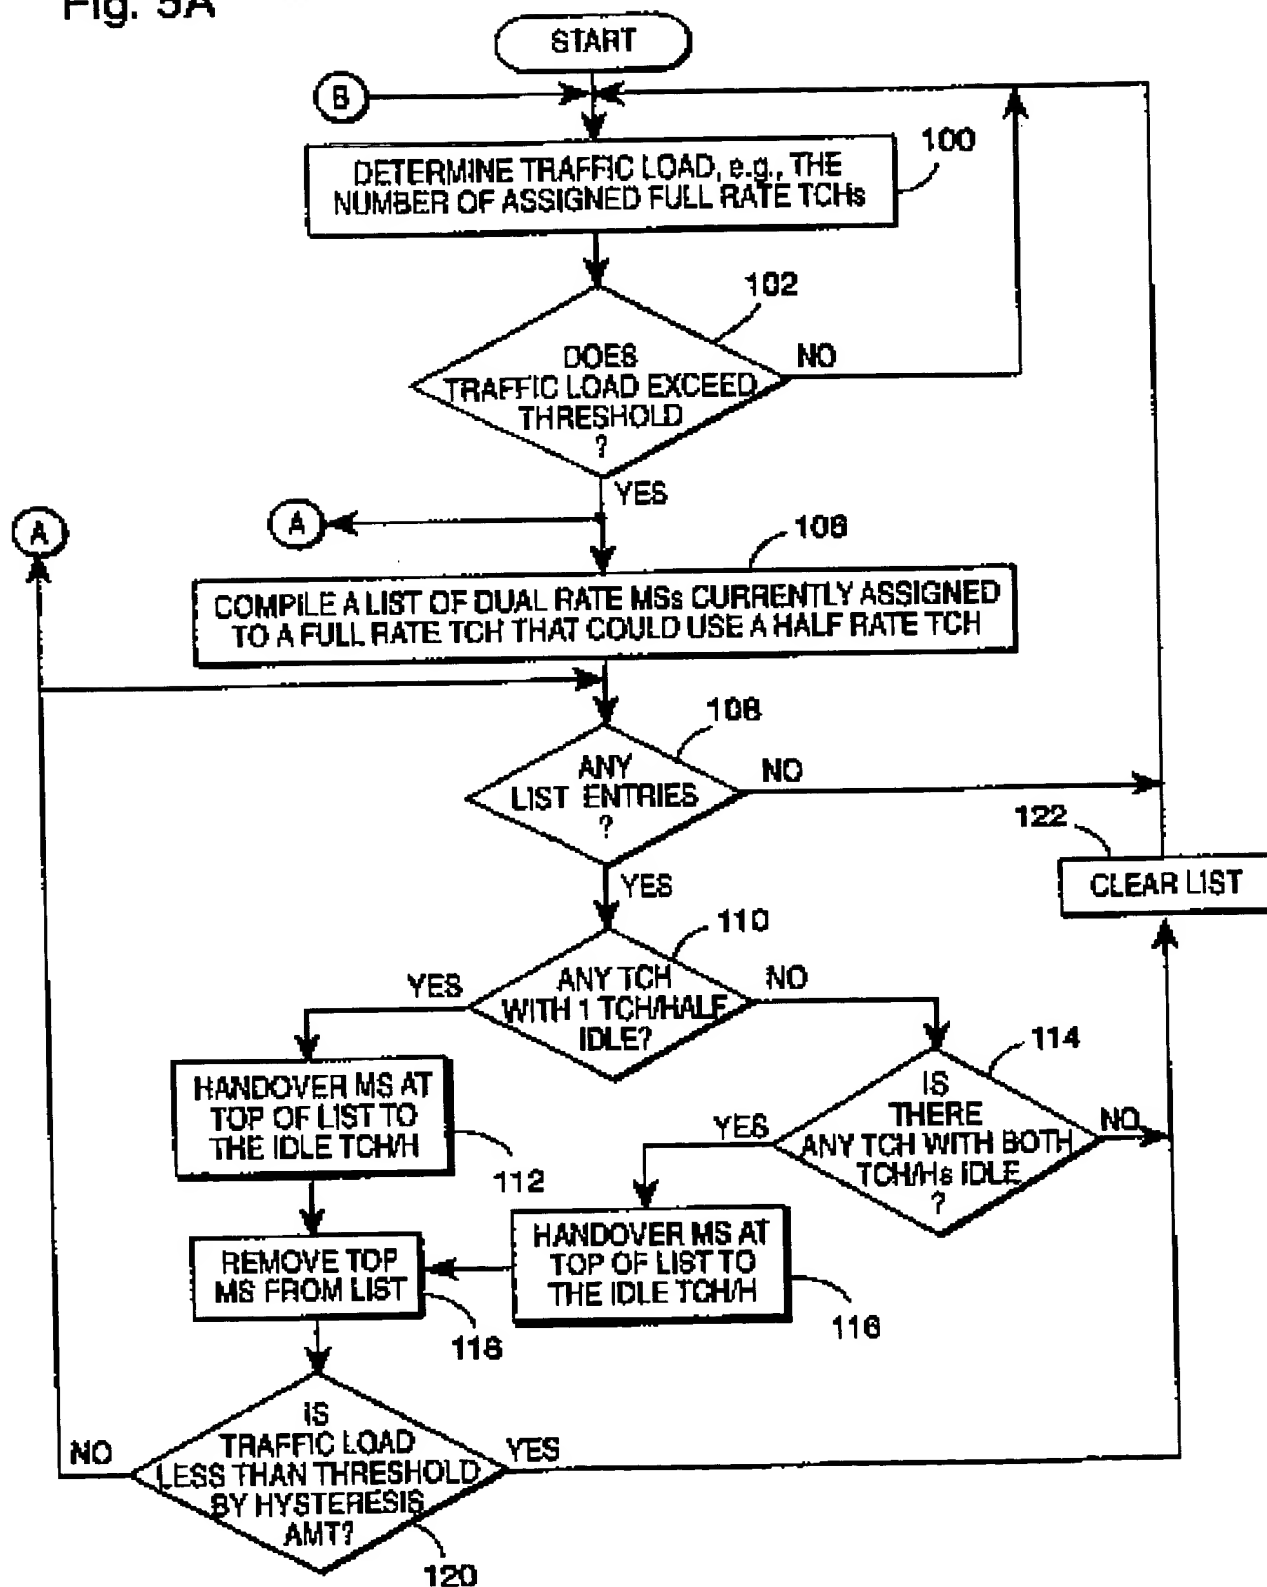 Fig. 5A
START
B
100
DETERMINE TRAFFIC LOAD, e.g., THE
NUMBER OF ASSIGNED FULL RATE TCHs
102
DOES
TRAFFIC LOAD EXCEED
THRESHOLD
?
NO
YES
A
A
106
COMPILE A LIST OF DUAL RATE MSs CURRENTLY ASSIGNED
TO A FULL RATE TCH THAT COULD USE A HALF RATE TCH
108
ANY
LIST ENTRIES
?
NO
YES
122
CLEAR LIST
110
ANY TCH
WITH 1 TCH/HALF
IDLE?
YES
NO
114
IS
THERE
ANY TCH WITH BOTH
TCH/Hs IDLE
?
YES
NO
HANDOVER MS AT
TOP OF LIST TO
THE IDLE TCH/H
112
HANDOVER MS AT
TOP OF LIST TO
THE IDLE TCH/H
116
REMOVE TOP
MS FROM LIST
118
IS
TRAFFIC LOAD
LESS THAN THRESHOLD
BY HYSTERESIS
AMT?
NO
YES
120